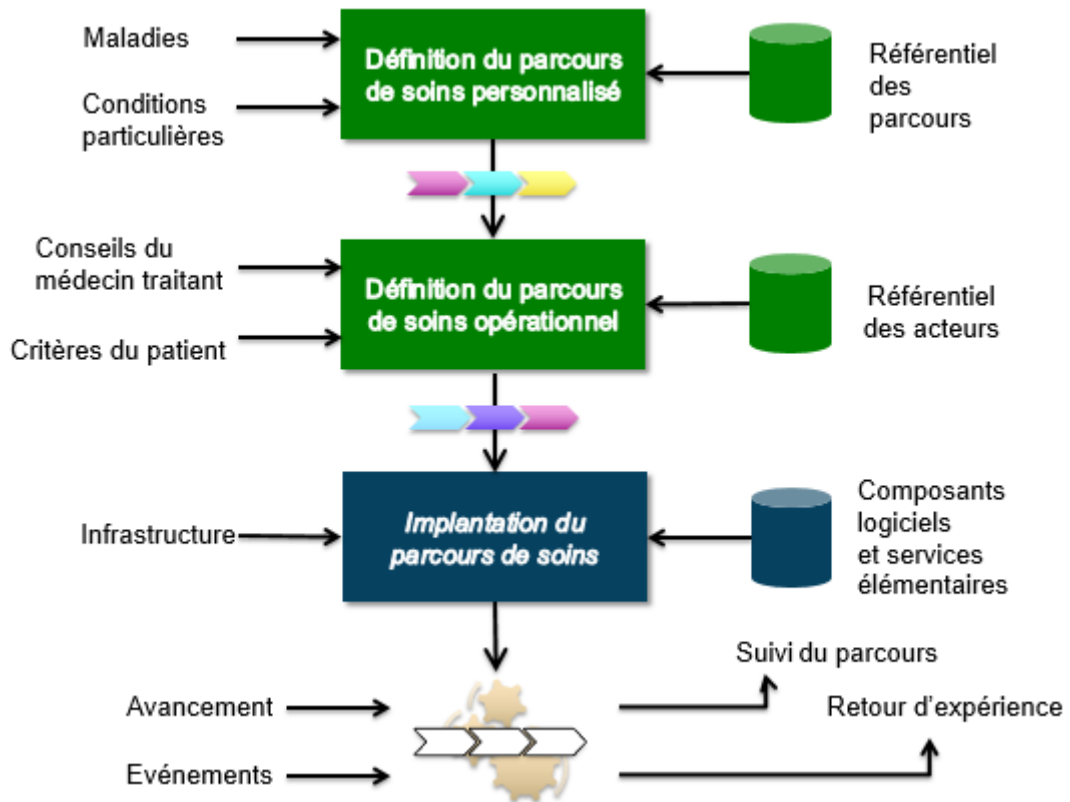 Maladies
Conditions
particulières
Définition du parcours
de soins personnalisé
Référentiel
des
parcours
Conseils du
médecin traitant
Critères du patient
Définition du parcours
de soins opérationnel
Référentiel
des acteurs
Infrastructure
Implantation du
parcours de soins
Composants
logiciels
et services
élémentaires
Avancement
Evénements
Suivi du parcours
Retour d'expérience